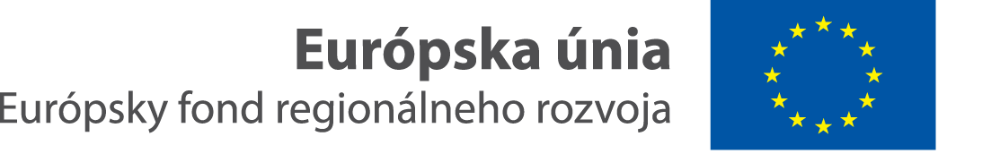 Európska únia
Európsky fond regionálneho rozvoja